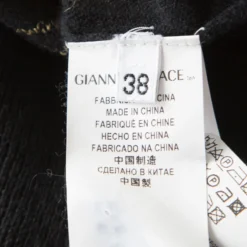 38
GIANN ACE
FABB CINA
MADE IN CHINA
FABRIQUÉ EN CHINE
HECHO EN CHINA
FABRICADO NA CHINA
中国制造
СДЕЛАНО В КИТАЕ
中国製